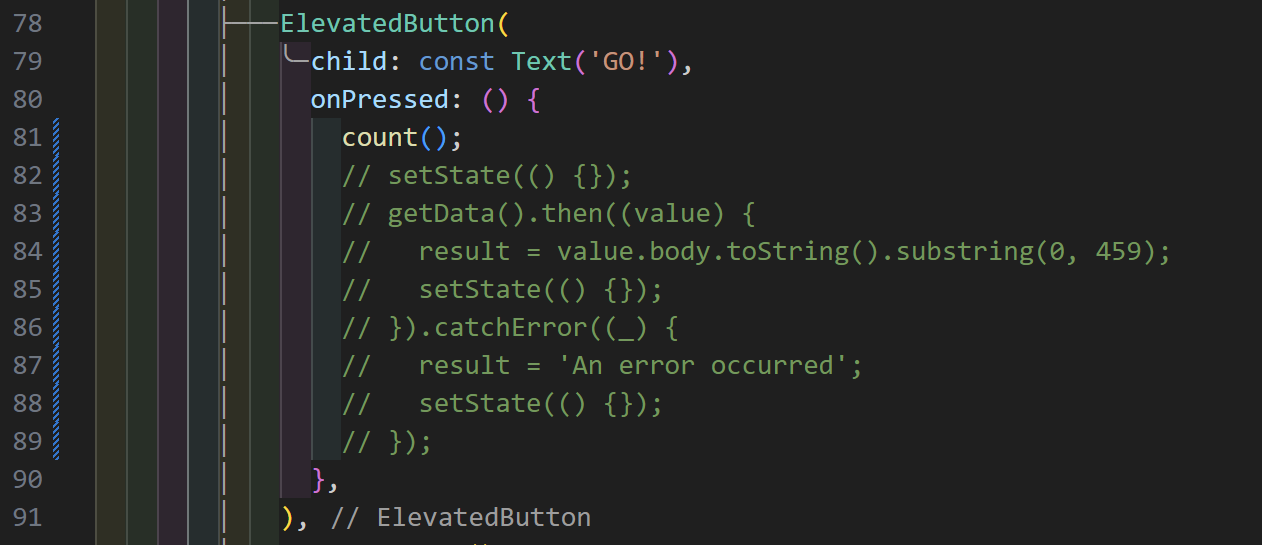 78 ElevatedButton(
79 child: const Text('GO!'),
80 onPressed: () {
81 count();
82 // setState(() {});
83 // getData().then((value) {
84 //   result = value.body.toString().substring(0, 459);
85 //   setState(() {});
86 // }).catchError((_) {
87 //   result = 'An error occurred';
88 //   setState(() {});
89 // });
90 },
91 ), // ElevatedButton